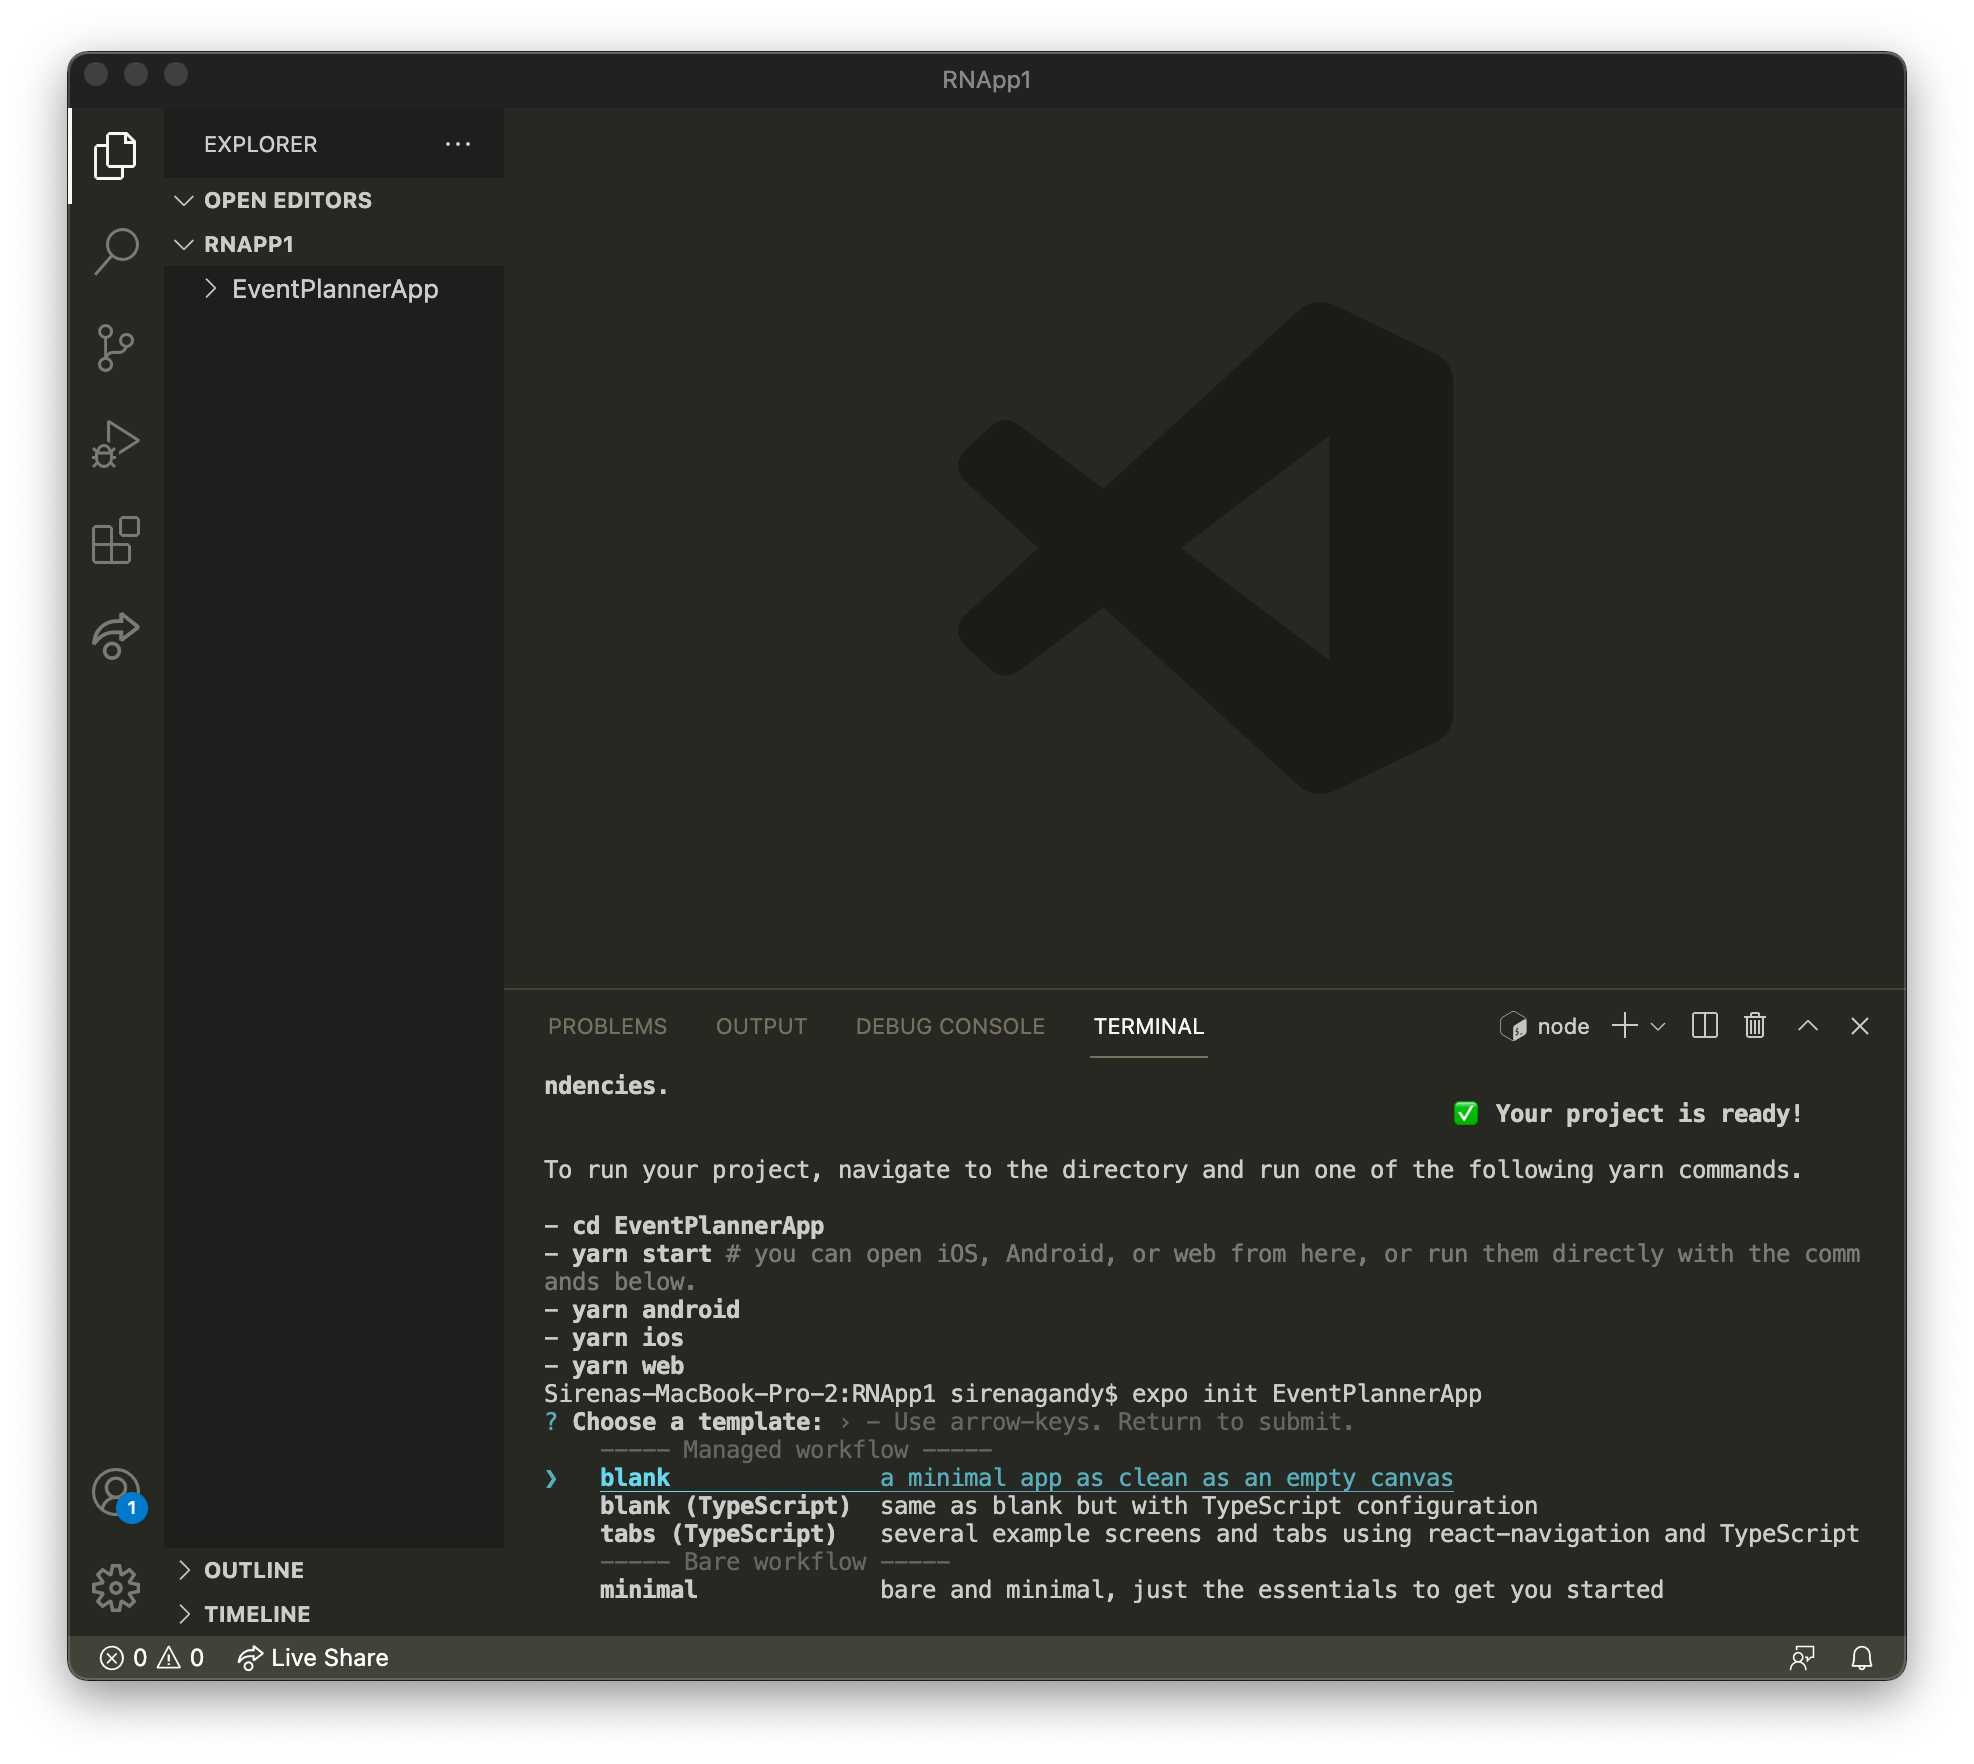 RNApp1
EXPLORER
OPEN EDITORS
RNAPP1
EventPlannerApp
PROBLEMS OUTPUT DEBUG CONSOLE TERMINAL node
ndencies.
✅ Your project is ready!
To run your project, navigate to the directory and run one of the following yarn commands.
- cd EventPlannerApp
- yarn start # you can open iOS, Android, or web from here, or run them directly with the comm
ands below.
- yarn android
- yarn ios
- yarn web
Sirenas-MacBook-Pro-2:RNApp1 sirenagandy$ expo init EventPlannerApp
? Choose a template: › - Use arrow-keys. Return to submit.
----- Managed workflow -----
❯ blank a minimal app as clean as an empty canvas
blank (TypeScript) same as blank but with TypeScript configuration
tabs (TypeScript) several example screens and tabs using react-navigation and TypeScript
----- Bare workflow -----
minimal bare and minimal, just the essentials to get you started
1
OUTLINE
TIMELINE
0 0 Live Share